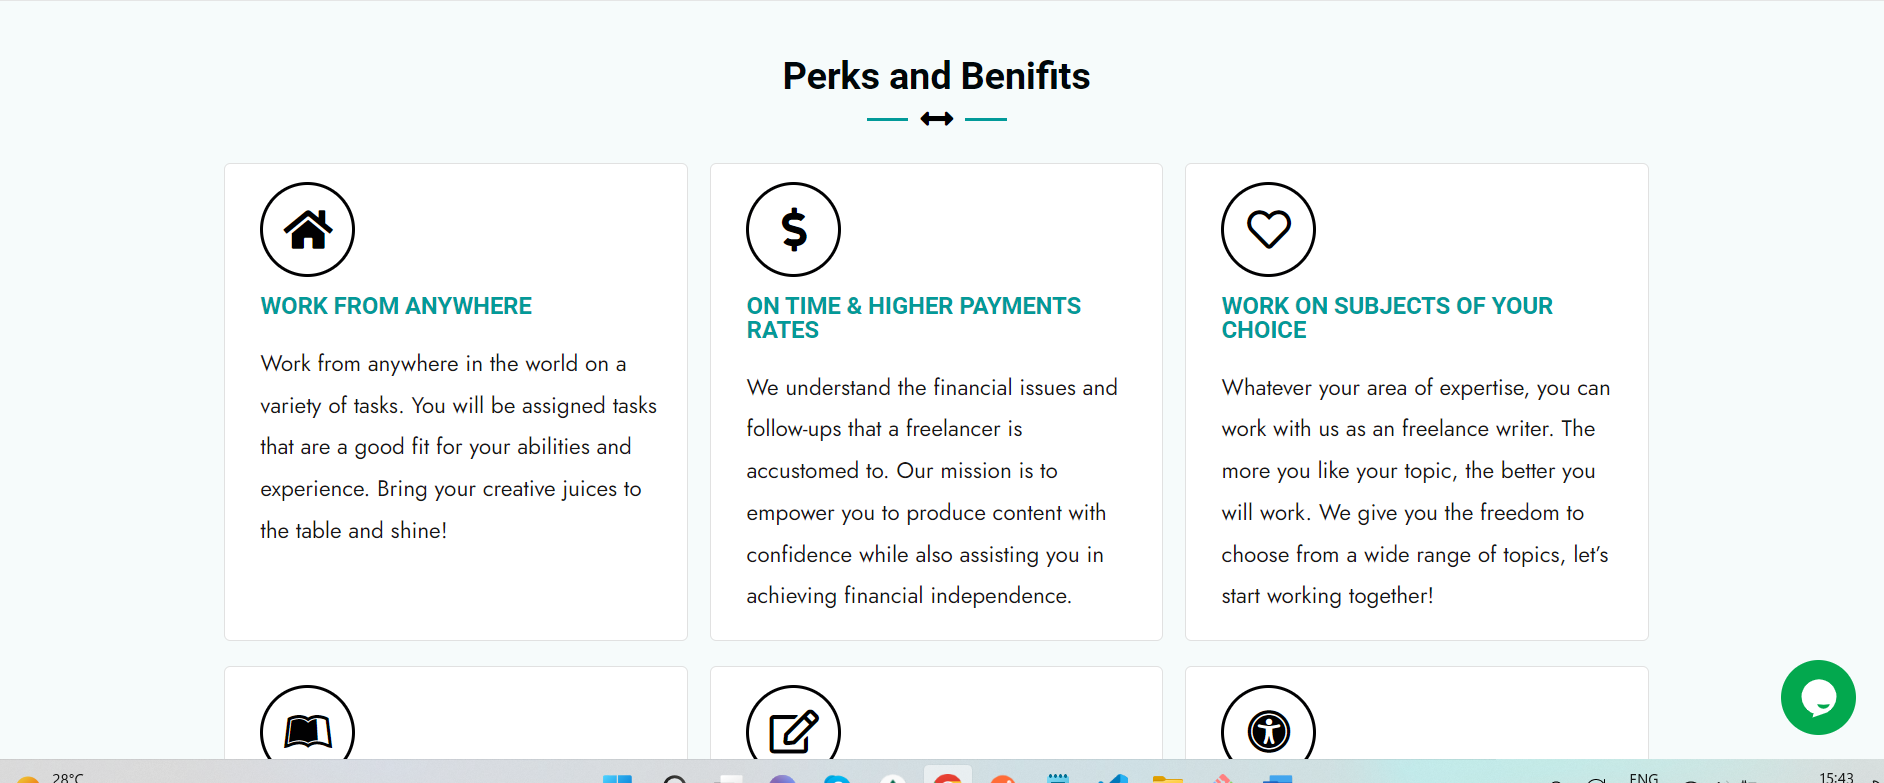 Perks and Benifits
WORK FROM ANYWHERE
Work from anywhere in the world on a
variety of tasks. You will be assigned tasks
that are a good fit for your abilities and
experience. Bring your creative juices to
the table and shine!
ON TIME & HIGHER PAYMENTS
RATES
We understand the financial issues and
follow-ups that a freelancer is
accustomed to. Our mission is to
empower you to produce content with
confidence while also assisting you in
achieving financial independence.
WORK ON SUBJECTS OF YOUR
CHOICE
Whatever your area of expertise, you can
work with us as an freelance writer. The
more you like your topic, the better you
will work. We give you the freedom to
choose from a wide range of topics, let’s
start working together!
28°C
ENG
15:43